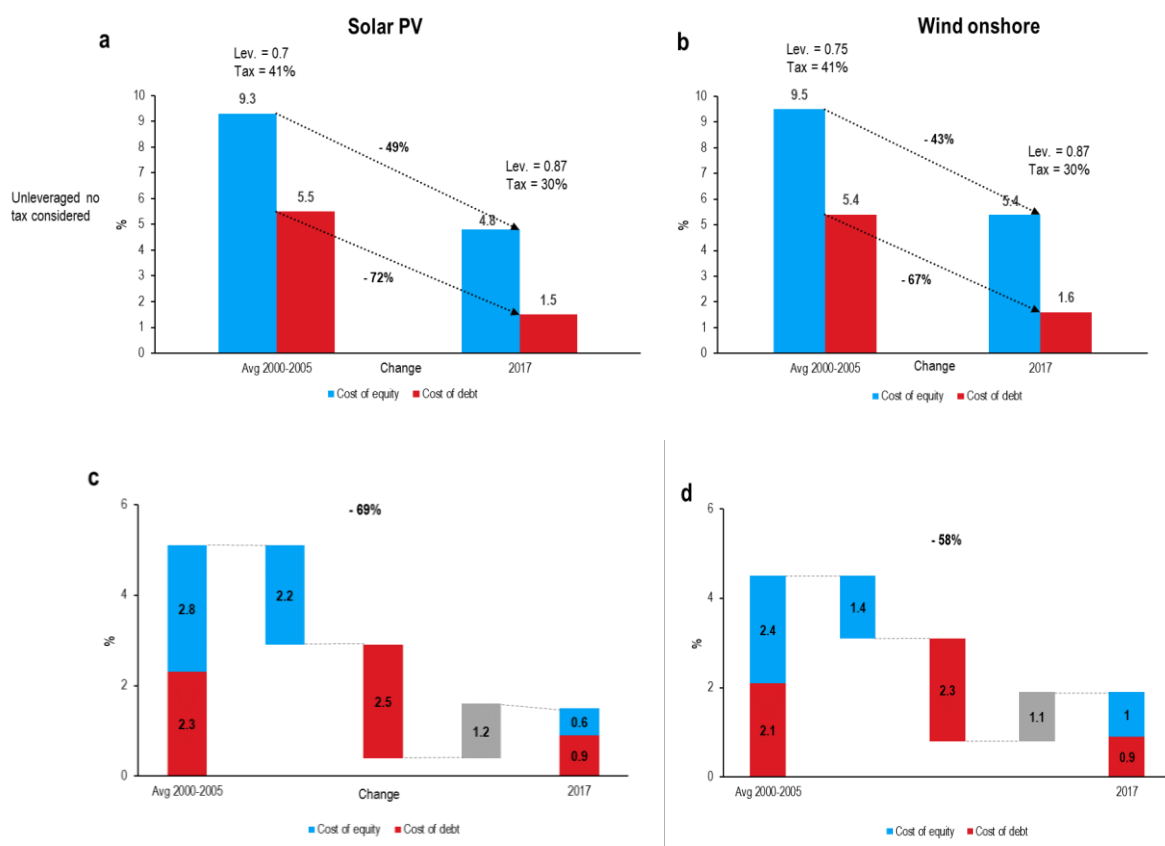 Solar PV
a
Lev. = 0.7
Tax = 41%
9.3
10
9
8
7
6
5
4
3
2
1
0
%
Unleveraged no
tax considered
- 49%
Lev. = 0.87
Tax = 30%
5.5
4.8
- 72%
1.5
Avg 2000-2005
Change
2017
Cost of equity
Cost of debt
Wind onshore
b
Lev. = 0.75
Tax = 41%
9.5
10
9
8
7
6
5
4
3
2
1
0
%
- 43%
Lev. = 0.87
Tax = 30%
5.4
5.4
- 67%
1.6
Avg 2000-2005
Change
2017
Cost of equity
Cost of debt
c
- 69%
6
4
2
0
%
2.8
2.3
2.2
2.5
1.2
0.6
0.9
Avg 2000-2005
Change
2017
Cost of equity
Cost of debt
d
- 58%
6
4
2
0
%
2.4
2.1
1.4
2.3
1.1
1
0.9
Avg 2000-2005
2017
Cost of equity
Cost of debt